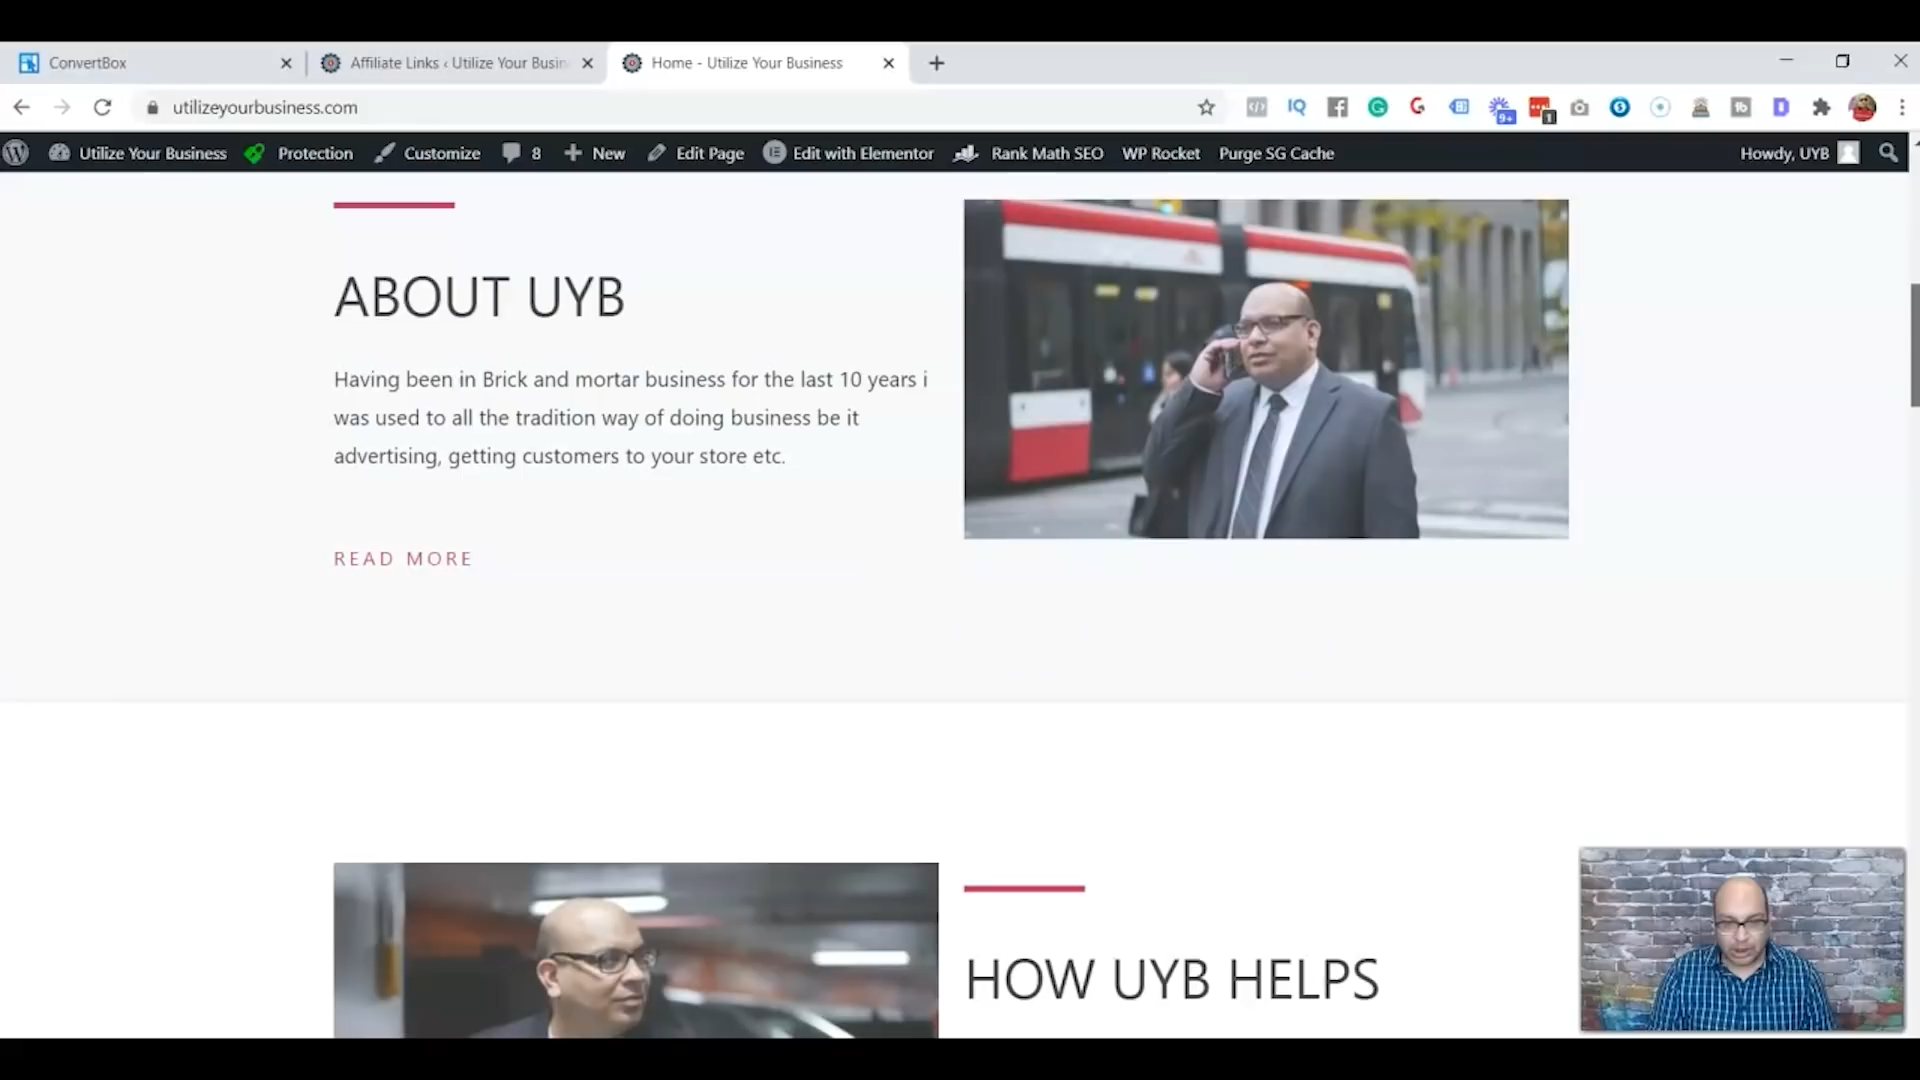 ConvertBox
Affiliate Links ‹ Utilize Your Busin
Home - Utilize Your Business
utilizeyourbusiness.com
IQ
9+
1
Utilize Your Business
Protection
Customize
8
New
Edit Page
Edit with Elementor
Rank Math SEO
WP Rocket
Purge SG Cache
Howdy, UYB
ABOUT UYB
Having been in Brick and mortar business for the last 10 years i
was used to all the tradition way of doing business be it
advertising, getting customers to your store etc.
READ MORE
HOW UYB HELPS